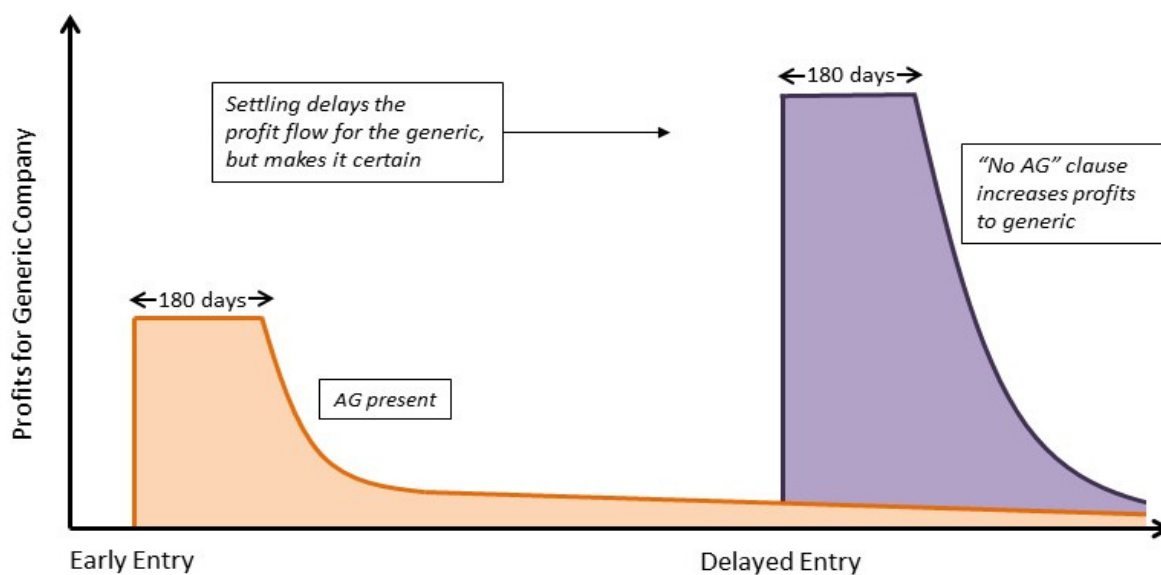 Profits for Generic Company
180 days
Settling delays the
profit flow for the generic,
but makes it certain
"No AG" clause
increases profits
to generic
180 days
AG present
Early Entry
Delayed Entry